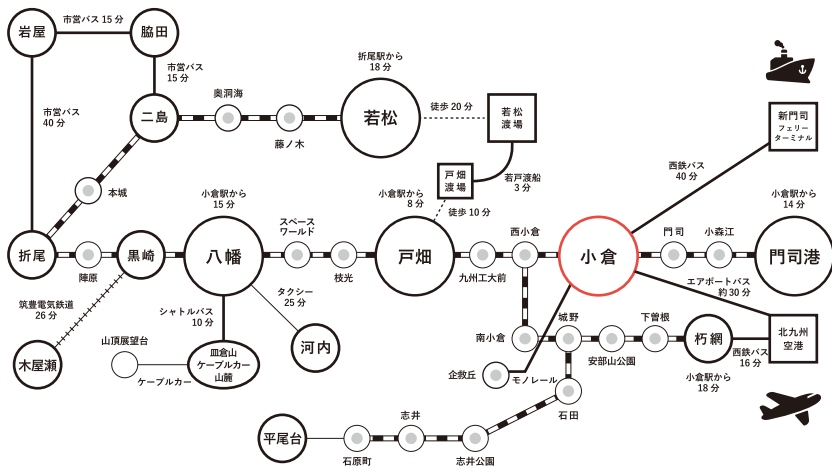 岩屋
市営バス 15 分
脇田
市営バス
15 分
市営バス
40 分
二島
奥洞海
藤ノ木
折尾駅から
18 分
若松
徒歩 20 分
若松
渡場
新門司
フェリー
ターミナル
西鉄バス
40 分
戸畑
渡場
若戸渡船
3 分
徒歩 10 分
本城
折尾
陣原
黒崎
小倉駅から
15 分
八幡
スペース
ワールド
枝光
小倉駅から
8 分
戸畑
九州工大前
西小倉
小倉
門司
小森江
小倉駅から
14 分
門司港
筑豊電気鉄道
26 分
木屋瀬
シャトルバス
10 分
タクシー
25 分
河内
山頂展望台
ケーブルカー
皿倉山
ケーブルカー
山麓
エアポートバス
約 30 分
北九州
空港
南小倉
城野
安部山公園
下曽根
朽網
西鉄バス
16 分
小倉駅から
18 分
企救丘
モノレール
石田
平尾台
石原町
志井
志井公園